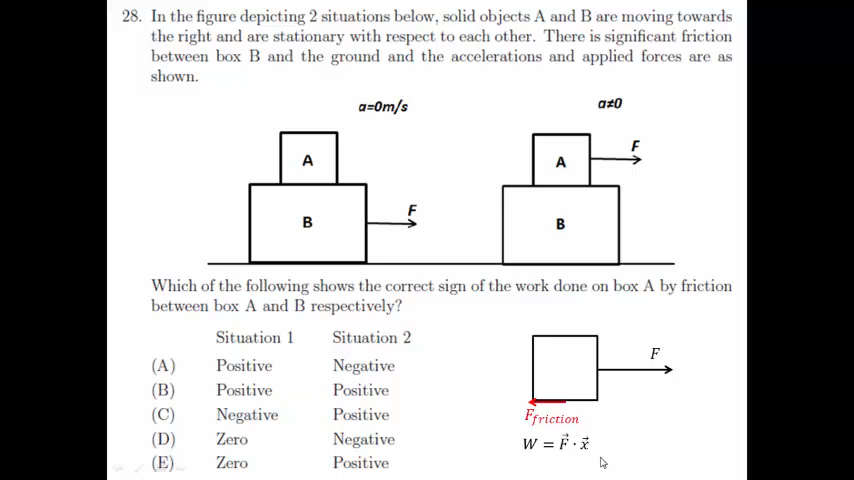 28. In the figure depicting 2 situations below, solid objects A and B are moving towards
the right and are stationary with respect to each other. There is significant friction
between box B and the ground and the accelerations and applied forces are as
shown.
a=0m/s
a≠0
A
B
F
A
F
B
Which of the following shows the correct sign of the work done on box A by friction
between box A and B respectively?
Situation 1 Situation 2
(A) Positive Negative
(B) Positive Positive
(C) Negative Positive
(D) Zero Negative
(E) Zero Positive
F
F_friction
W = F⃗ · x⃗